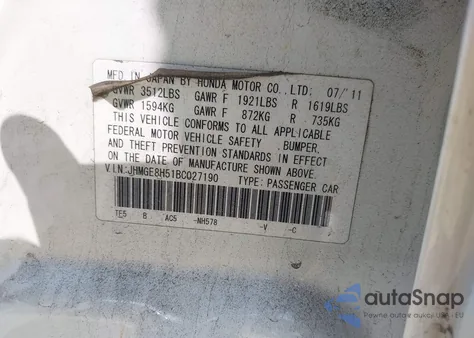 MFD IN JAPAN BY HONDA MOTOR CO., LTD: 07/'11
GVWR 3512LBS GAWR F 1921LBS R 1619LBS
GVWR 1594KG GAWR F 872KG R 735KG
THIS VEHICLE CONFORMS TO ALL APPLICABLE
FEDERAL MOTOR VEHICLE SAFETY BUMPER,
AND THEFT PREVENTION STANDARDS IN EFFECT
ON THE DATE OF MANUFACTURE SHOWN ABOVE.
VIN:JHMGE8H51BC027190 TYPE: PASSENGER CAR
TE5 B AC5 -NH578 -V -C
autoSnap